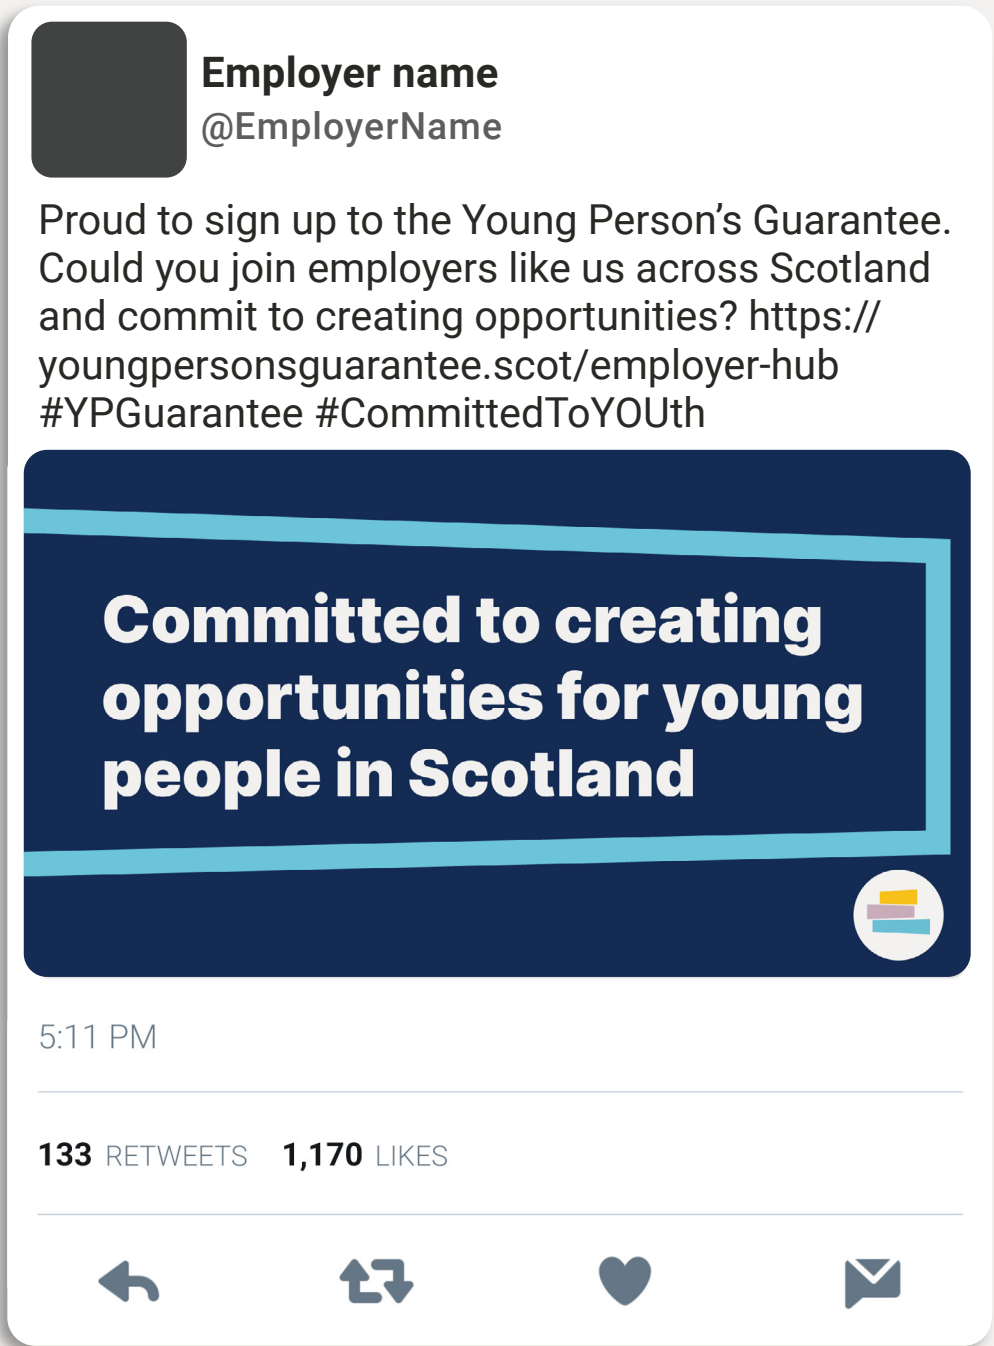 Employer name
@EmployerName
Proud to sign up to the Young Person’s Guarantee.
Could you join employers like us across Scotland
and commit to creating opportunities? https://
youngpersonsguarantee.scot/employer-hub
#YPGuarantee #CommittedToYOUth
Committed to creating
opportunities for young
people in Scotland
5:11 PM
133 RETWEETS 1,170 LIKES